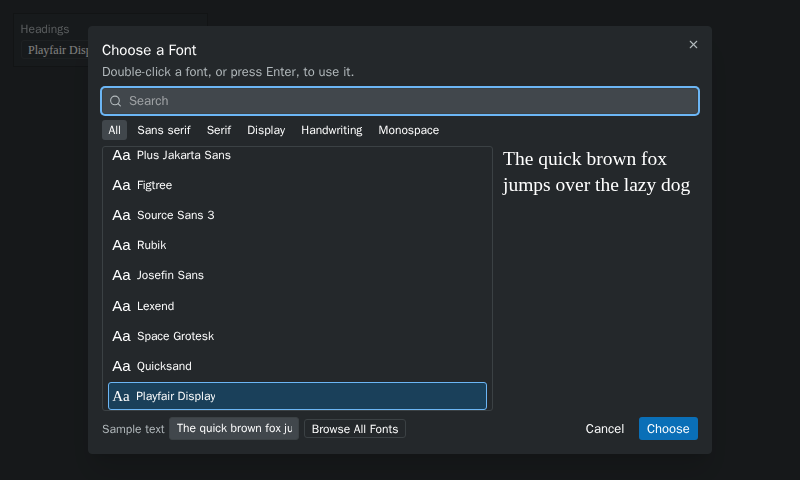 Headings
Playfair Disp
Choose a Font
Double-click a font, or press Enter, to use it.
Search
All Sans serif Serif Display Handwriting Monospace
Aa Plus Jakarta Sans
Aa Figtree
Aa Source Sans 3
Aa Rubik
Aa Josefin Sans
Aa Lexend
Aa Space Grotesk
Aa Quicksand
Aa Playfair Display
The quick brown fox
jumps over the lazy dog
Sample text The quick brown fox ju Browse All Fonts Cancel Choose